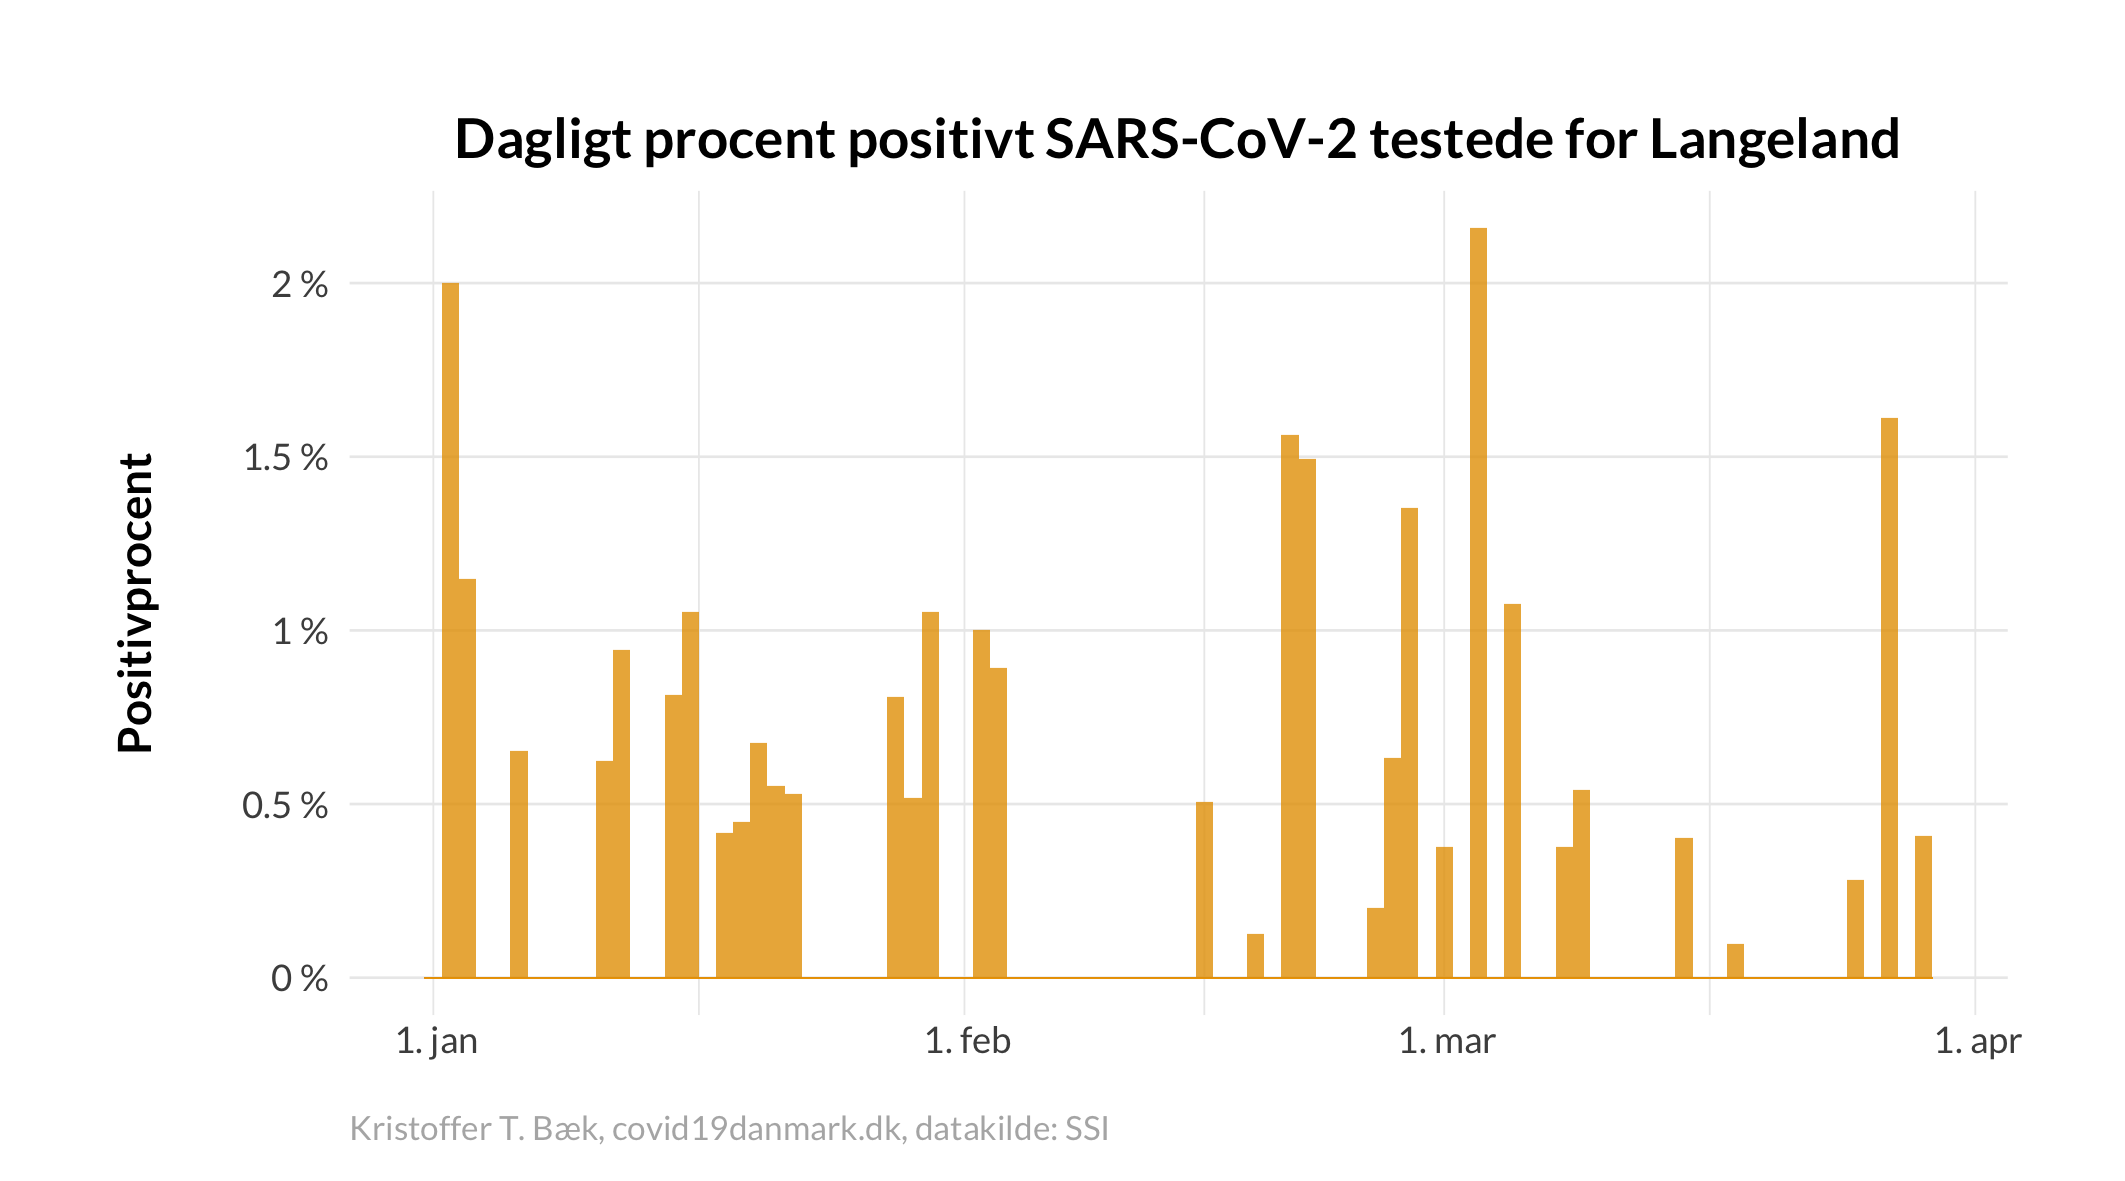 Dagligt procent positivt SARS-CoV-2 testede for Langeland
Positivprocent
2 %
1.5 %
1 %
0.5 %
0 %
1. jan
1. feb
1. mar
1. apr
Kristoffer T. Bæk, covid19danmark.dk, datakilde: SSI